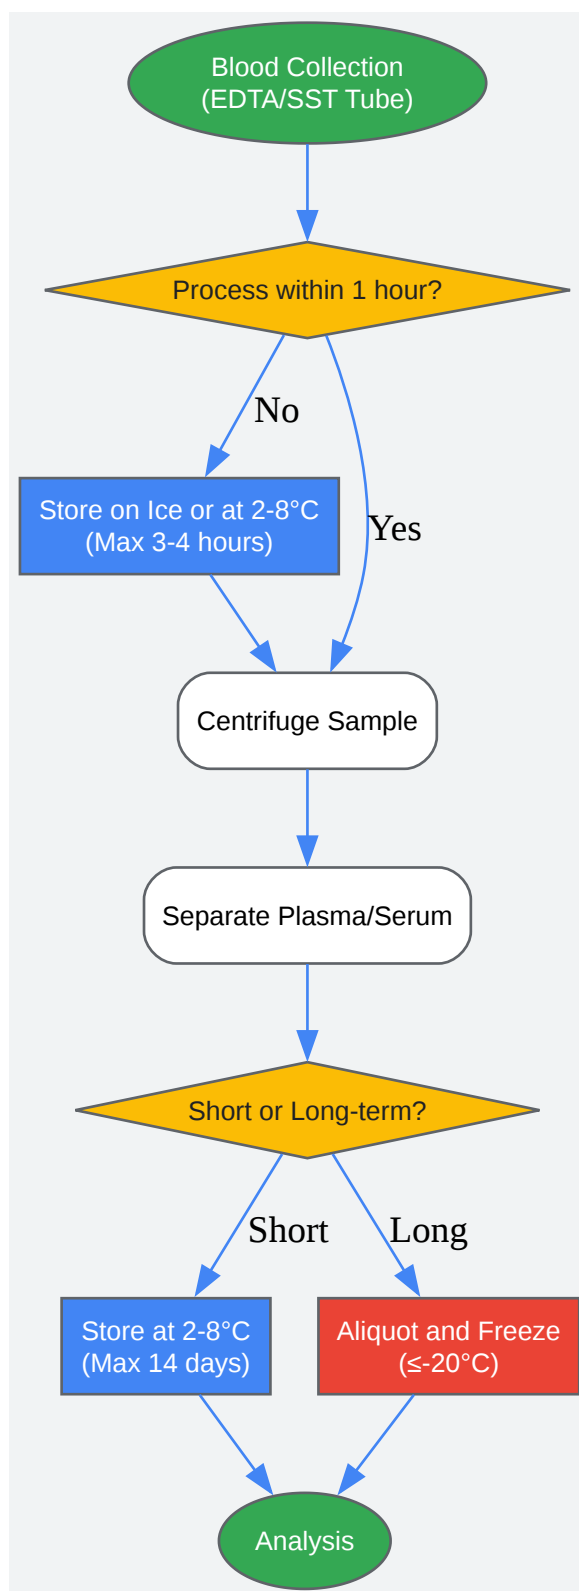 Blood Collection
(EDTA/SST Tube)
Process within 1 hour?
No
Store on Ice or at 2-8°C
(Max 3-4 hours)
Yes
Centrifuge Sample
Separate Plasma/Serum
Short or Long-term?
Short
Long
Store at 2-8°C
(Max 14 days)
Aliquot and Freeze
(≤-20°C)
Analysis